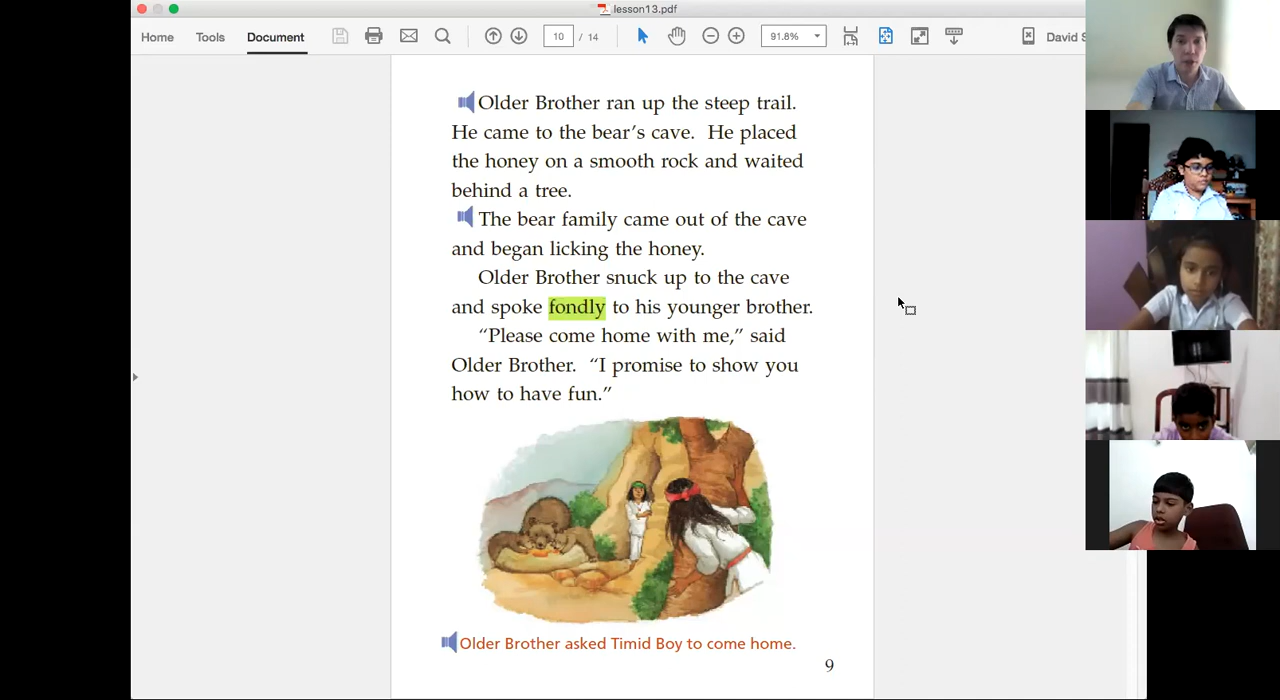 lesson13.pdf
Home Tools Document 10 / 14 91.8% David S
Older Brother ran up the steep trail.
He came to the bear’s cave. He placed
the honey on a smooth rock and waited
behind a tree.
The bear family came out of the cave
and began licking the honey.
Older Brother snuck up to the cave
and spoke fondly to his younger brother.
“Please come home with me,” said
Older Brother. “I promise to show you
how to have fun.”
Older Brother asked Timid Boy to come home.
9